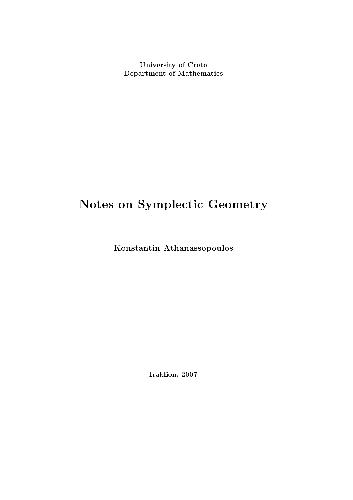 University of Crete
Department of Mathematics
Notes on Symplectic Geometry
Konstantin Athanassopoulos
Iraklion, 2007